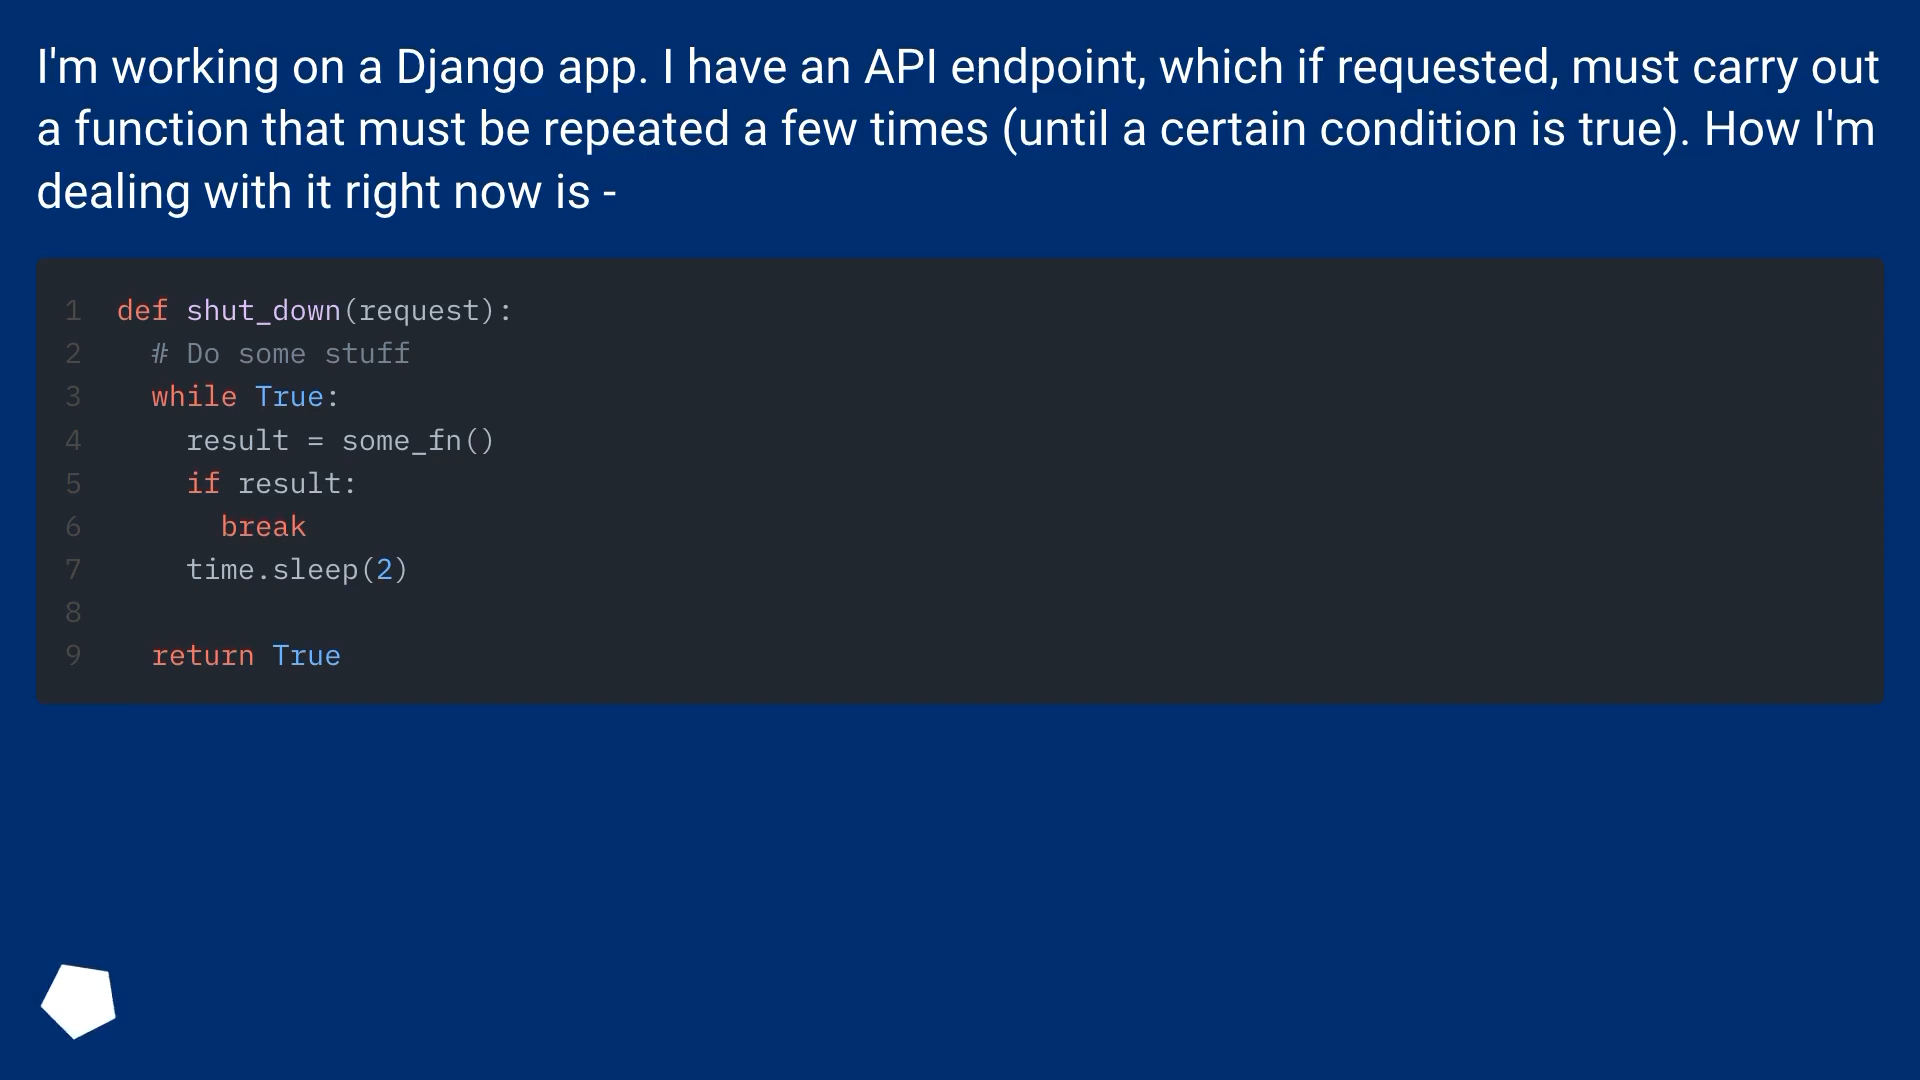 I'm working on a Django app. I have an API endpoint, which if requested, must carry out
a function that must be repeated a few times (until a certain condition is true). How I'm
dealing with it right now is -
1 def shut_down(request):
2   # Do some stuff
3   while True:
4     result = some_fn()
5     if result:
6       break
7     time.sleep(2)
8
9   return True